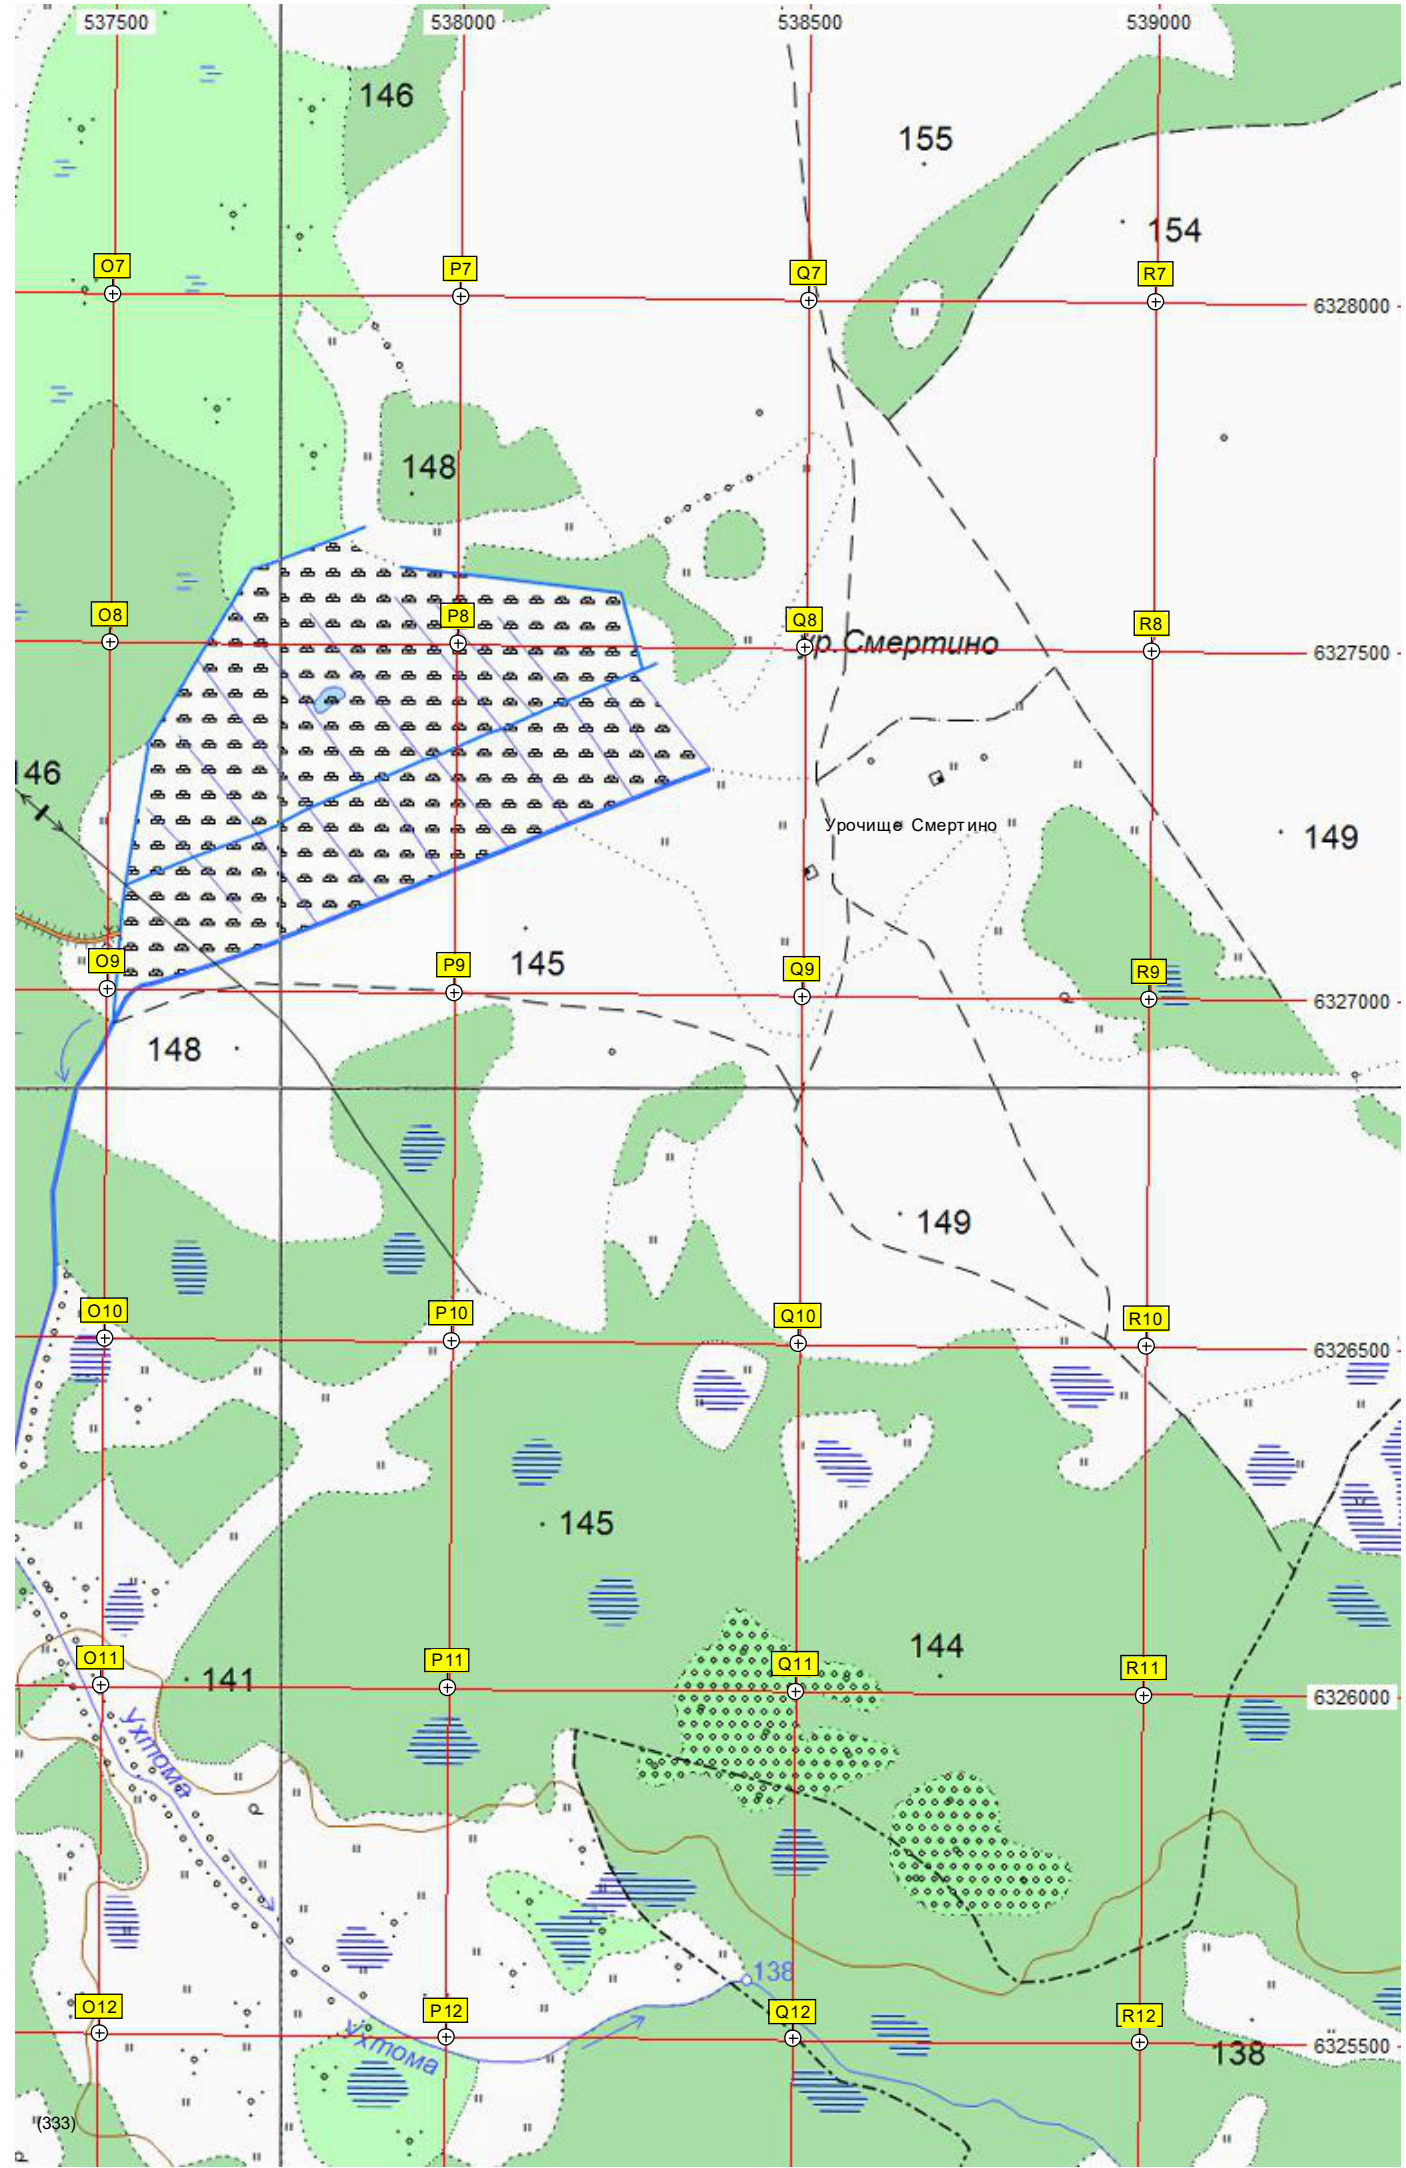 537500 538000 538500 539000
146
155
154
O7 P7 Q7 R7
6328000
148
O8 P8 Q8 R8
ур. Смертино
6327500
146
Урочище Смертино
149
O9 P9 Q9 R9
145
6327000
148
149
O10 P10 Q10 R10
6326500
145
144
O11 P11 Q11 R11
141
6326000
Ухтома
138
O12 P12 Q12 R12
Ухтома
6325500
138
(333)